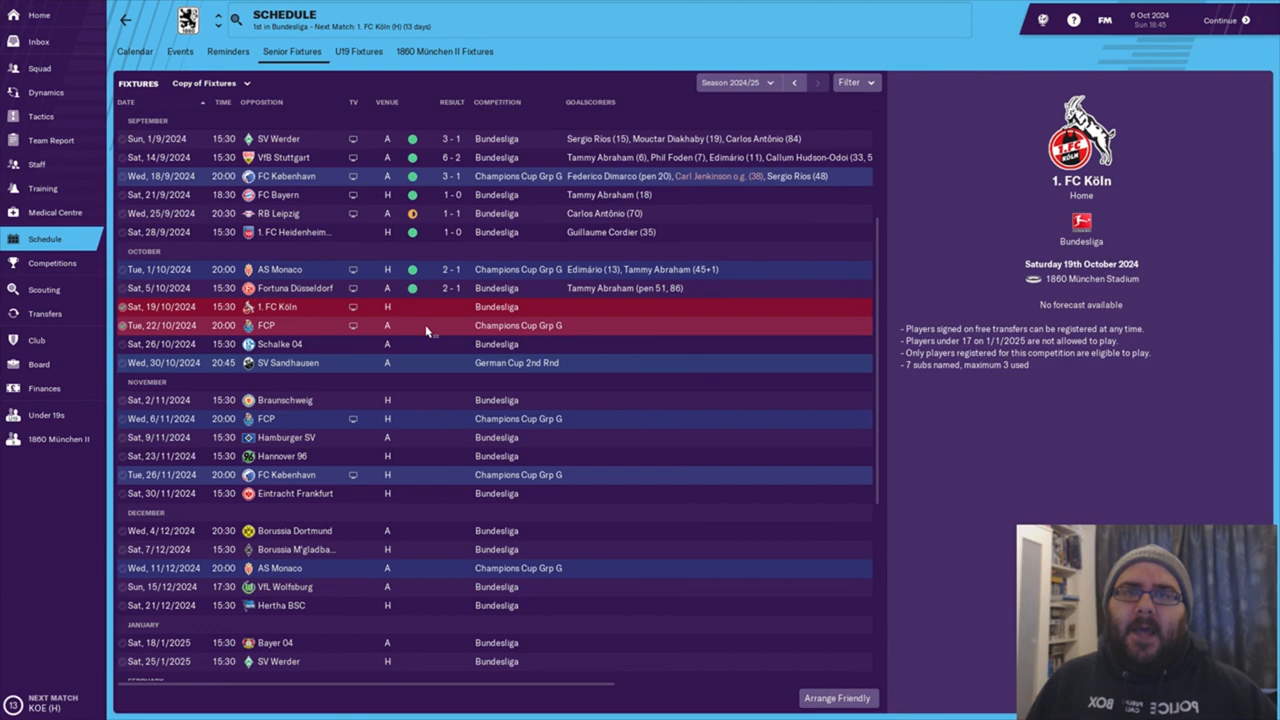 Home
Inbox
Squad
Dynamics
Tactics
Team Report
Staff
Training
Medical Centre
Schedule
Competitions
Scouting
Transfers
Club
Board
Finances
Under 19s
1860 München II
13 NEXT MATCH
KOE (H)
1860
SCHEDULE
1st in Bundesliga - Next Match: 1. FC Köln (H) (13 days)
? FM 6 Oct 2024 Sun 18:45 Continue
Calendar Events Reminders Senior Fixtures U19 Fixtures 1860 München II Fixtures
FIXTURES Copy of Fixtures Season 2024/25 Filter
DATE TIME OPPOSITION TV VENUE RESULT COMPETITION GOALSCORERS
SEPTEMBER
Sun, 1/9/2024 15:30 SV Werder A 3 - 1 Bundesliga Sergio Ríos (15), Mouctar Diakhaby (19), Carlos Antônio (84)
Sat, 14/9/2024 15:30 VfB Stuttgart A 6 - 2 Bundesliga Tammy Abraham (6), Phil Foden (7), Edimário (11), Callum Hudson-Odoi (33, 5
Wed, 18/9/2024 20:00 FC København A 3 - 1 Champions Cup Grp G Federico Dimarco (pen 20), Carl Jenkinson o.g. (38), Sergio Ríos (48)
Sat, 21/9/2024 18:30 FC Bayern H 1 - 0 Bundesliga Tammy Abraham (18)
Wed, 25/9/2024 20:30 RB Leipzig A 1 - 1 Bundesliga Carlos Antônio (70)
Sat, 28/9/2024 15:30 1. FC Heidenheim... H 1 - 0 Bundesliga Guillaume Cordier (35)
OCTOBER
Tue, 1/10/2024 20:00 AS Monaco H 2 - 1 Champions Cup Grp G Edimário (13), Tammy Abraham (45+1)
Sat, 5/10/2024 15:30 Fortuna Düsseldorf A 2 - 1 Bundesliga Tammy Abraham (pen 51, 86)
Sat, 19/10/2024 15:30 1. FC Köln H Bundesliga
Tue, 22/10/2024 20:00 FCP A Champions Cup Grp G
Sat, 26/10/2024 15:30 Schalke 04 A Bundesliga
Wed, 30/10/2024 20:45 SV Sandhausen A German Cup 2nd Rnd
NOVEMBER
Sat, 2/11/2024 15:30 Braunschweig H Bundesliga
Wed, 6/11/2024 20:00 FCP H Champions Cup Grp G
Sat, 9/11/2024 15:30 Hamburger SV A Bundesliga
Sat, 23/11/2024 15:30 Hannover 96 H Bundesliga
Tue, 26/11/2024 20:00 FC København H Champions Cup Grp G
Sat, 30/11/2024 15:30 Eintracht Frankfurt H Bundesliga
DECEMBER
Wed, 4/12/2024 20:30 Borussia Dortmund A Bundesliga
Sat, 7/12/2024 15:30 Borussia M'gladba... H Bundesliga
Wed, 11/12/2024 20:00 AS Monaco A Champions Cup Grp G
Sun, 15/12/2024 17:30 VfL Wolfsburg A Bundesliga
Sat, 21/12/2024 15:30 Hertha BSC H Bundesliga
JANUARY
Sat, 18/1/2025 15:30 Bayer 04 A Bundesliga
Sat, 25/1/2025 15:30 SV Werder H Bundesliga
Arrange Friendly
1.FC KÖLN
1. FC Köln
Home
Bundesliga
Saturday 19th October 2024
1860 München Stadium
No forecast available
- Players signed on free transfers can be registered at any time.
- Players under 17 on 1/1/2025 are not allowed to play.
- Only players registered for this competition are eligible to play.
- 7 subs named, maximum 3 used
POLICE BOX